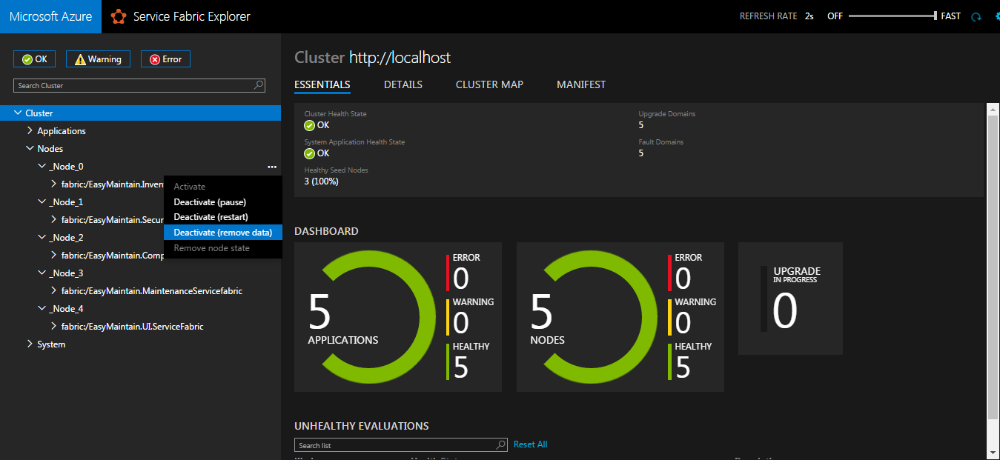 Microsoft Azure
Service Fabric Explorer
REFRESH RATE 2s OFF FAST
OK Warning Error
Search Cluster
Cluster
Applications
Nodes
_Node_0
...
fabric:/EasyMaintain.Inven
_Node_1
fabric:/EasyMaintain.Secur
_Node_2
fabric:/EasyMaintain.Comp
_Node_3
fabric:/EasyMaintain.MaintenanceServicefabric
_Node_4
fabric:/EasyMaintain.UI.ServiceFabric
System
Activate
Deactivate (pause)
Deactivate (restart)
Deactivate (remove data)
Remove node state
Cluster http://localhost
ESSENTIALS DETAILS CLUSTER MAP MANIFEST
Cluster Health State
OK
System Application Health State
OK
Healthy Seed Nodes
3 (100%)
Upgrade Domains
5
Fault Domains
5
DASHBOARD
5
APPLICATIONS
ERROR
0
WARNING
0
HEALTHY
5
5
NODES
ERROR
0
WARNING
0
HEALTHY
5
UPGRADE
IN PROGRESS
0
UNHEALTHY EVALUATIONS
Search list
Reset All